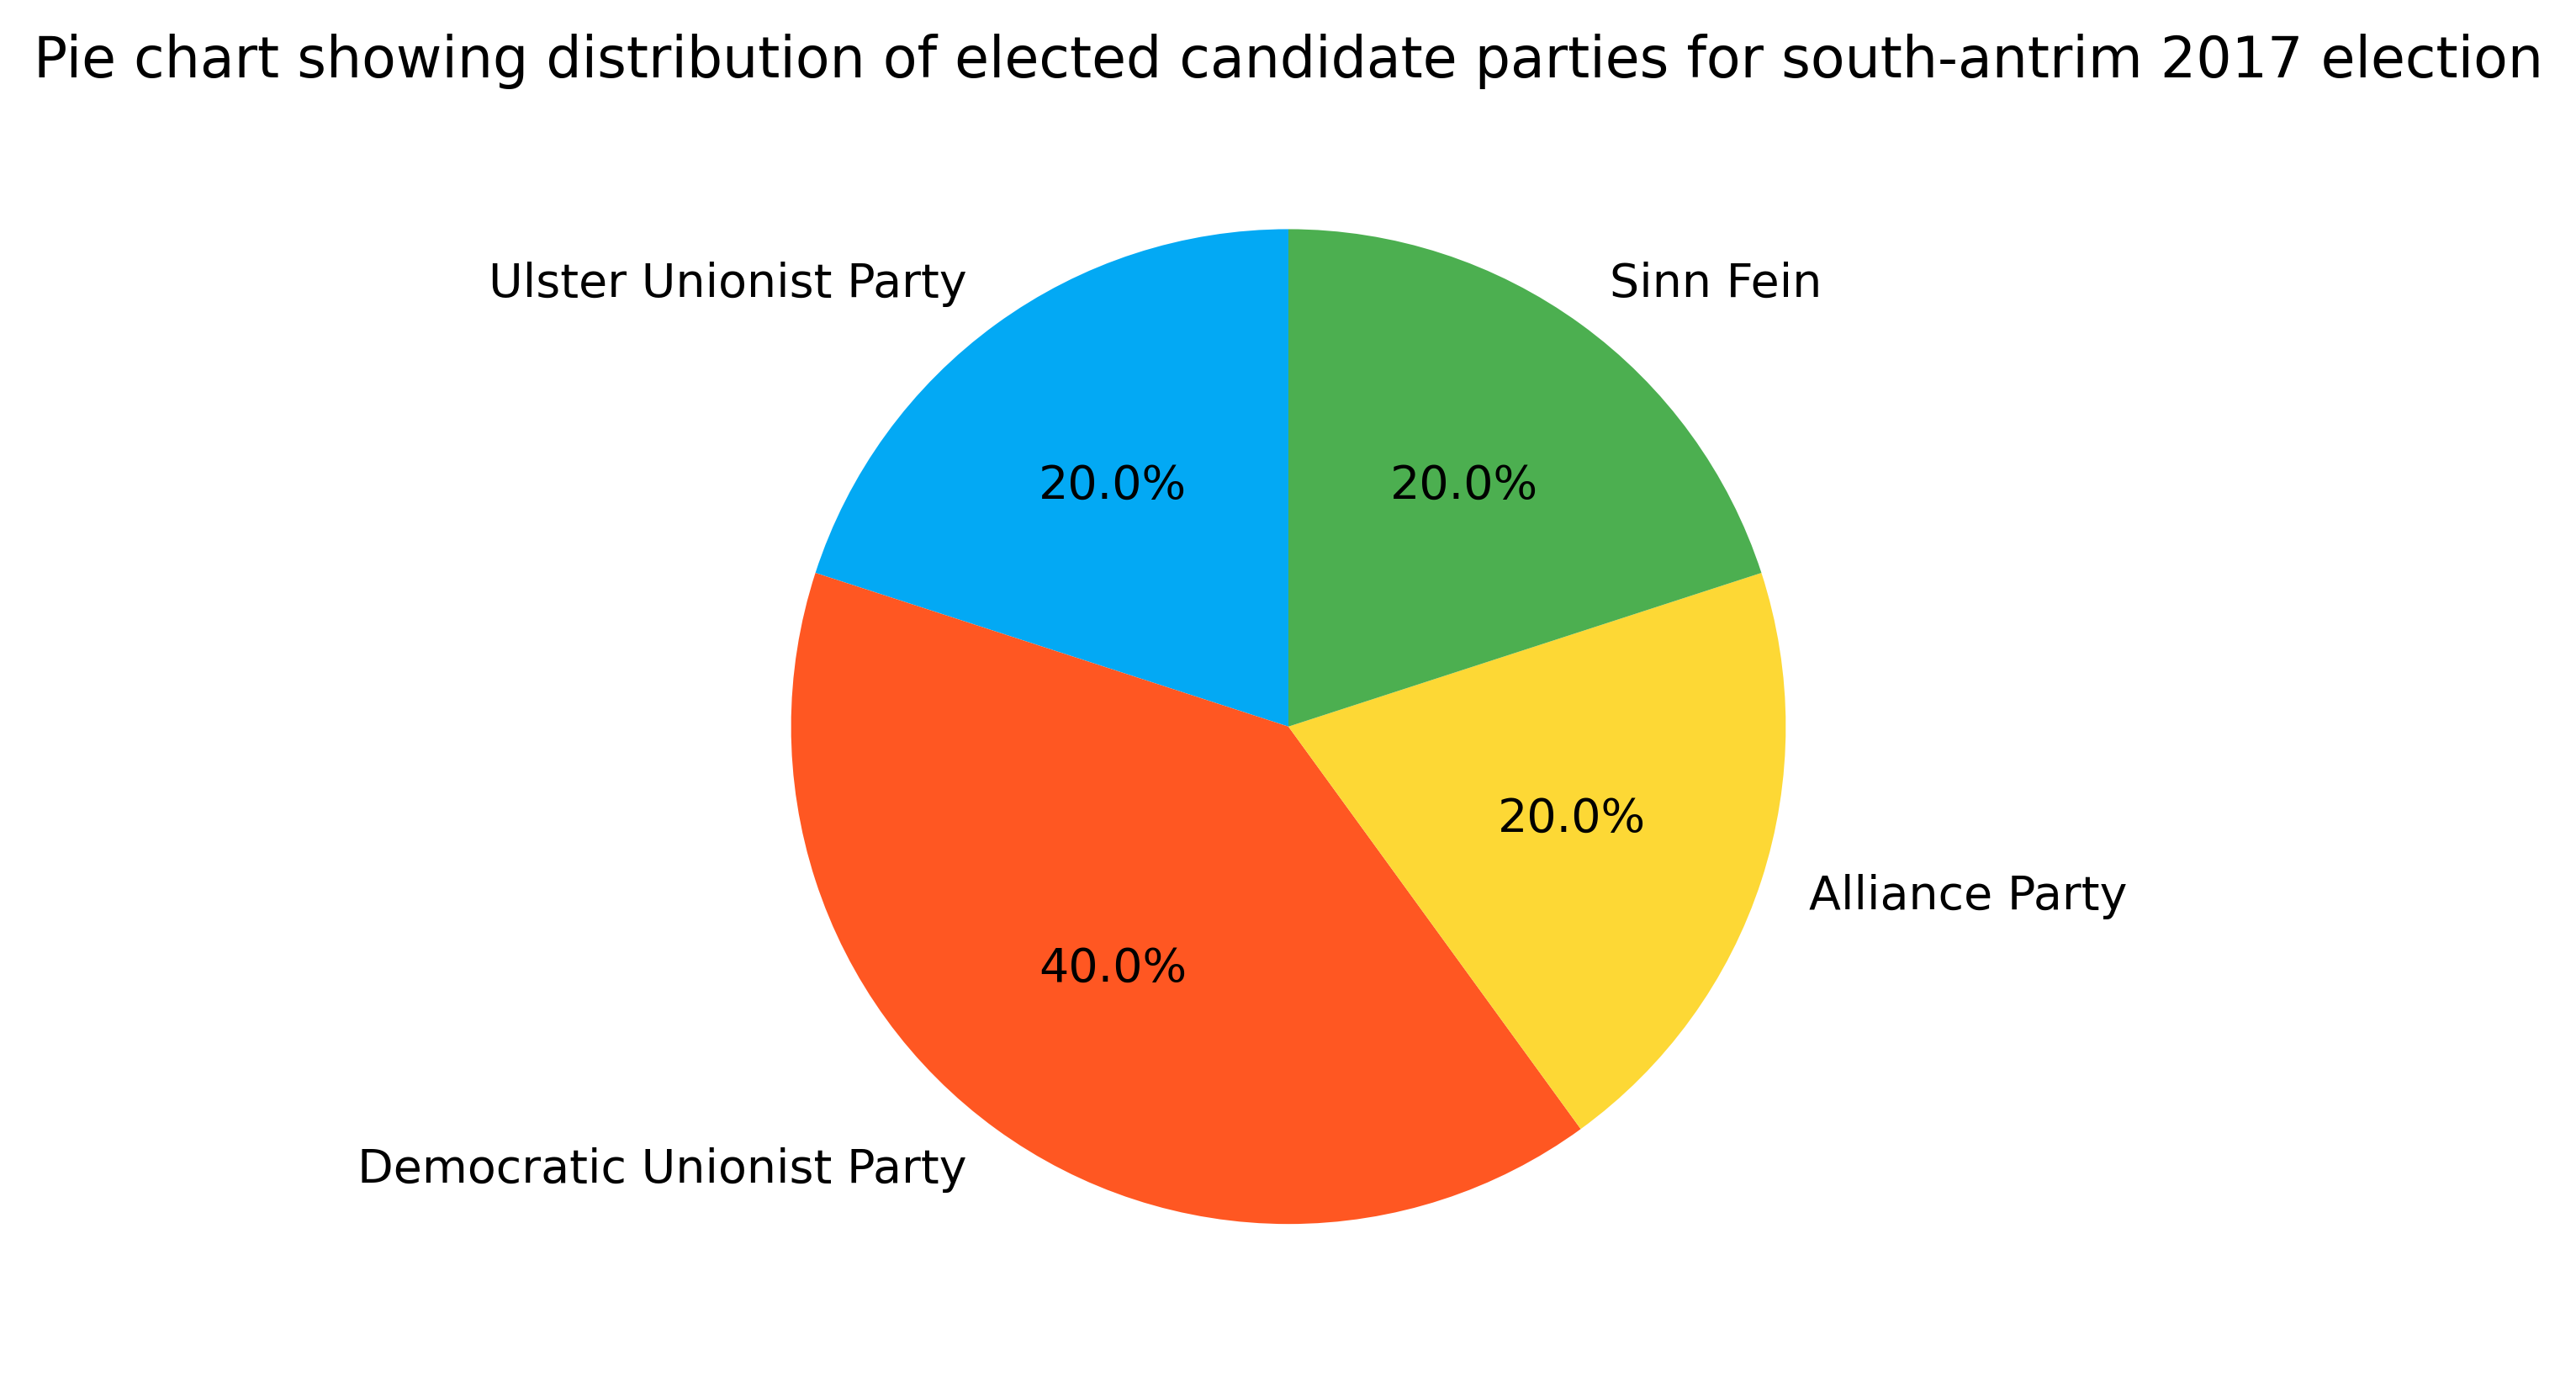 Pie chart showing distribution of elected candidate parties for south-antrim 2017 election
Ulster Unionist Party
Sinn Fein
20.0%
20.0%
20.0%
Alliance Party
40.0%
Democratic Unionist Party